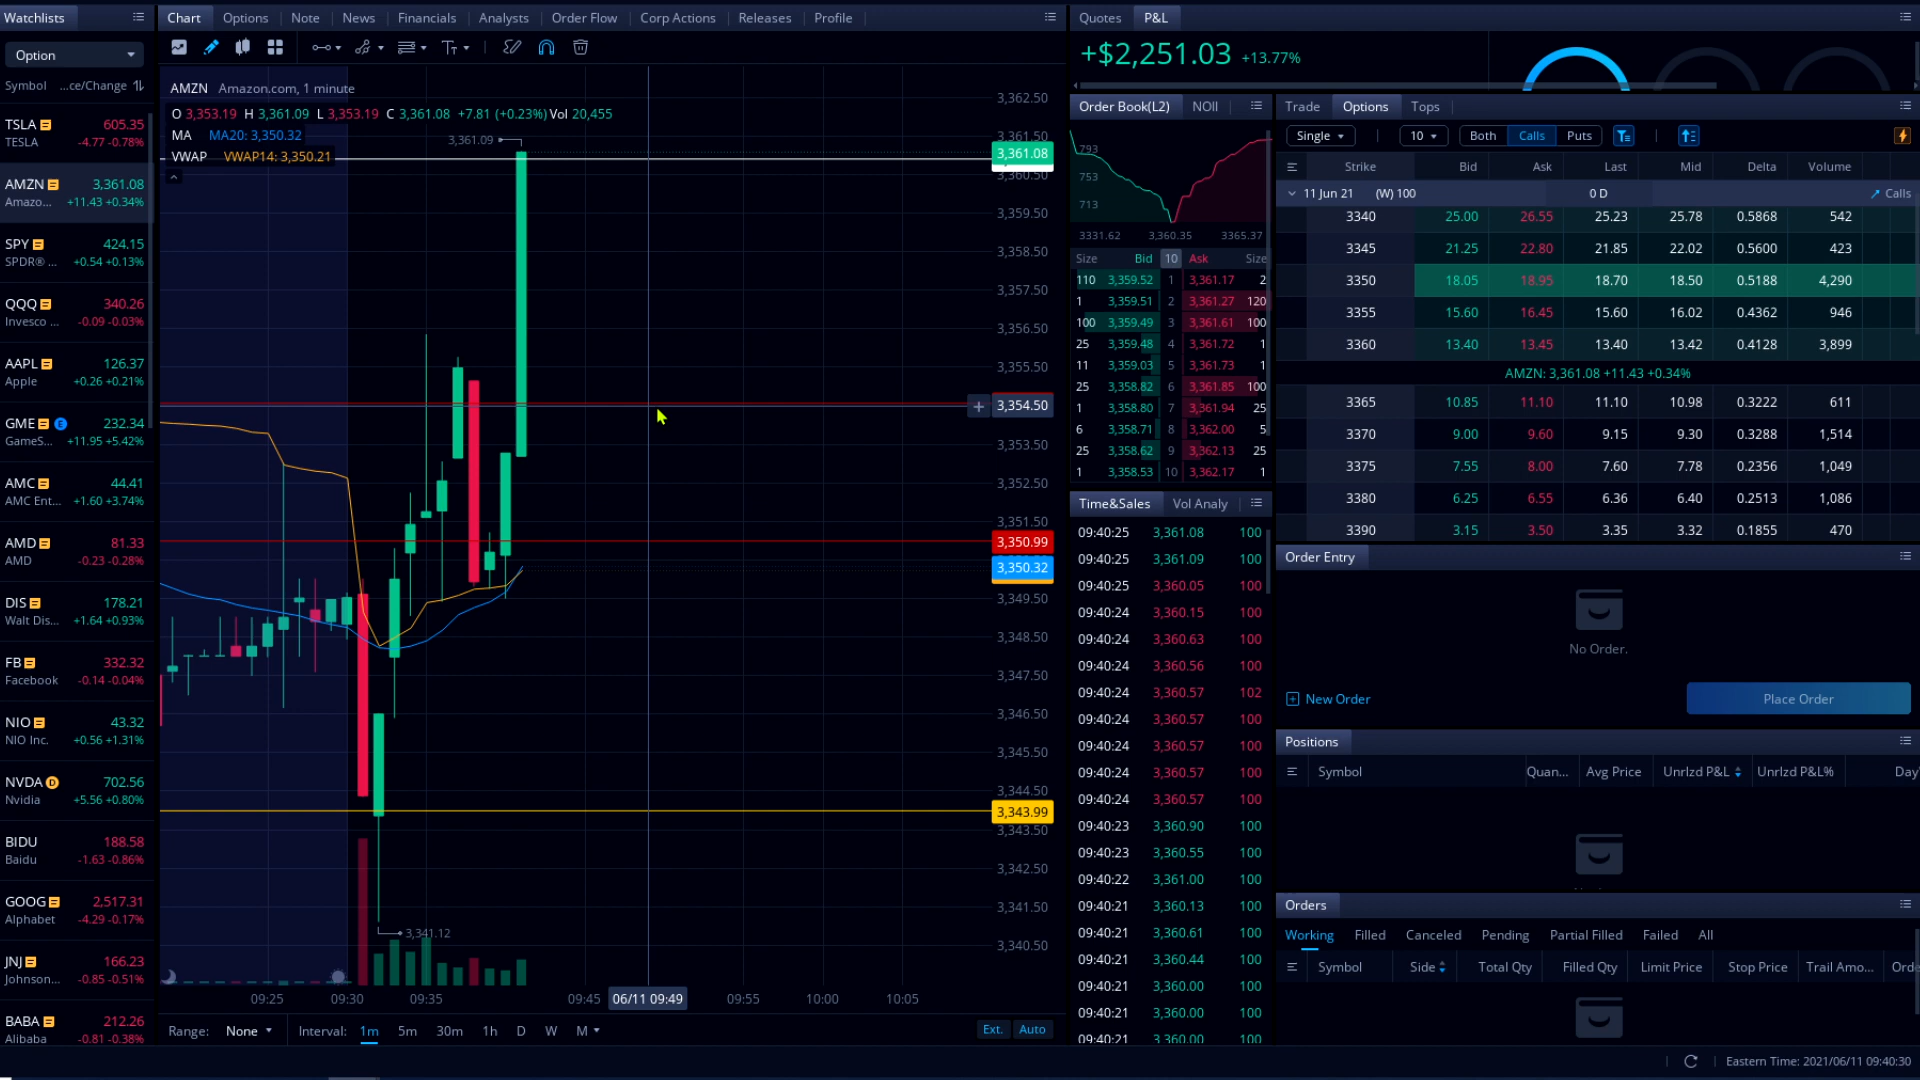 Watchlists
Option
Symbol ...ce/Change
TSLA 605.35
TESLA -4.77 -0.78%
AMZN 3,361.08
Amazo... +11.43 +0.34%
SPY 424.15
SPDR® ... +0.54 +0.13%
QQQ 340.26
Invesco ... -0.09 -0.03%
AAPL 126.37
Apple +0.26 +0.21%
GME E 232.34
GameS... +11.95 +5.42%
AMC 44.41
AMC Ent... +1.60 +3.74%
AMD 81.33
AMD -0.23 -0.28%
DIS 178.21
Walt Dis... +1.64 +0.93%
FB 332.32
Facebook -0.14 -0.04%
NIO 43.32
NIO Inc. +0.56 +1.31%
NVDA D 702.56
Nvidia +5.56 +0.80%
BIDU 188.58
Baidu -1.63 -0.86%
GOOG 2,517.31
Alphabet -4.29 -0.17%
JNJ 166.23
Johnson... -0.85 -0.51%
BABA 212.26
Alibaba -0.81 -0.38%
Chart Options Note News Financials Analysts Order Flow Corp Actions Releases Profile
AMZN Amazon.com, 1 minute
O 3,353.19 H 3,361.09 L 3,353.19 C 3,361.08 +7.81 (+0.23%) Vol 20,455
MA MA20: 3,350.32
VWAP VWAP14: 3,350.21
3,361.09
3,341.12
3,362.50
3,361.50
3,361.08
3,360.50
3,359.50
3,358.50
3,357.50
3,356.50
3,355.50
3,354.50
3,353.50
3,352.50
3,351.50
3,350.99
3,350.32
3,349.50
3,348.50
3,347.50
3,346.50
3,345.50
3,344.50
3,343.99
3,343.50
3,342.50
3,341.50
3,340.50
09:25 09:30 09:35 09:45 06/11 09:49 09:55 10:00 10:05
Range: None Interval: 1m 5m 30m 1h D W M Ext. Auto
Quotes P&L
+$2,251.03 +13.77%
Order Book(L2) NOII
793
753
713
3331.62 3,360.35 3365.37
Size Bid 10 Ask Size
110 3,359.52 1 3,361.17 2
1 3,359.51 2 3,361.27 120
100 3,359.49 3 3,361.61 100
25 3,359.48 4 3,361.72 1
11 3,359.03 5 3,361.73 1
25 3,358.82 6 3,361.85 100
1 3,358.80 7 3,361.94 25
6 3,358.71 8 3,362.00 5
25 3,358.62 9 3,362.13 25
1 3,358.53 10 3,362.17 1
Time&Sales Vol Analy
09:40:25 3,361.08 100
09:40:25 3,361.09 100
09:40:25 3,360.05 100
09:40:24 3,360.15 100
09:40:24 3,360.63 100
09:40:24 3,360.56 100
09:40:24 3,360.57 102
09:40:24 3,360.57 100
09:40:24 3,360.57 100
09:40:24 3,360.57 100
09:40:24 3,360.57 100
09:40:23 3,360.90 100
09:40:23 3,360.55 100
09:40:22 3,361.00 100
09:40:21 3,360.13 100
09:40:21 3,360.61 100
09:40:21 3,360.44 100
09:40:21 3,360.00 100
09:40:21 3,360.00 100
09:40:21 3,360.00 100
Trade Options Tops
Single 10 Both Calls Puts
Strike Bid Ask Last Mid Delta Volume
11 Jun 21 (W) 100 0 D Calls
3340 25.00 26.55 25.23 25.78 0.5868 542
3345 21.25 22.80 21.85 22.02 0.5600 423
3350 18.05 18.95 18.70 18.50 0.5188 4,290
3355 15.60 16.45 15.60 16.02 0.4362 946
3360 13.40 13.45 13.40 13.42 0.4128 3,899
AMZN: 3,361.08 +11.43 +0.34%
3365 10.85 11.10 11.10 10.98 0.3222 611
3370 9.00 9.60 9.15 9.30 0.3288 1,514
3375 7.55 8.00 7.60 7.78 0.2356 1,049
3380 6.25 6.55 6.36 6.40 0.2513 1,086
3390 3.15 3.50 3.35 3.32 0.1855 470
Order Entry
No Order.
New Order Place Order
Positions
Symbol Quan... Avg Price Unrlzd P&L Unrlzd P&L% Day'
Orders
Working Filled Canceled Pending Partial Filled Failed All
Symbol Side Total Qty Filled Qty Limit Price Stop Price Trail Amo... Orde
Eastern Time: 2021/06/11 09:40:30